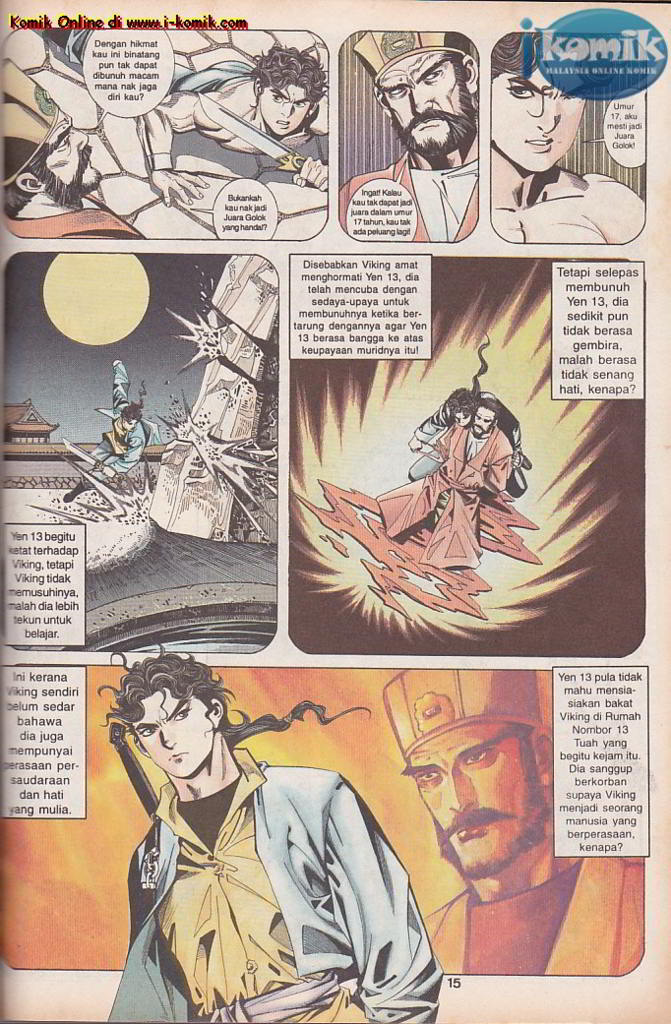 Komik Online di www.i-komik.com
ikomik
MALAYSIA ONLINE KOMIK
Dengan hikmat
kau ini binatang
pun tak dapat
dibunuh macam
mana nak jaga
diri kau?
Bukankah
kau nak jadi
Juara Golok
yang handal?
Ingat! Kalau
kau tak dapat jadi
juara dalam umur
17 tahun, kau tak
ada peluang lagi!
Umur
17, aku
mesti jadi
Juara
Golok!
Yen 13 begitu
ketat terhadap
Viking, tetapi
Viking tidak
memusuhinya,
malah dia lebih
tekun untuk
belajar.
Disebabkan Viking amat
menghormati Yen 13, dia
telah mencuba dengan
sedaya-upaya untuk
membunuhnya ketika ber-
tarung dengannya agar Yen
13 berasa bangga ke atas
keupayaan muridnya itu!
Tetapi selepas
membunuh
Yen 13, dia
sedikit pun
tidak berasa
gembira,
malah berasa
tidak senang
hati, kenapa?
Ini kerana
Viking sendiri
belum sedar
bahawa
dia juga
mempunyai
perasaan per-
saudaraan
dan hati
yang mulia.
Yen 13 pula tidak
mahu mensia-
siakan bakat
Viking di Rumah
Nombor 13
Tuah yang
begitu kejam itu.
Dia sanggup
berkorban
supaya Viking
menjadi seorang
manusia yang
berperasaan,
kenapa?
15